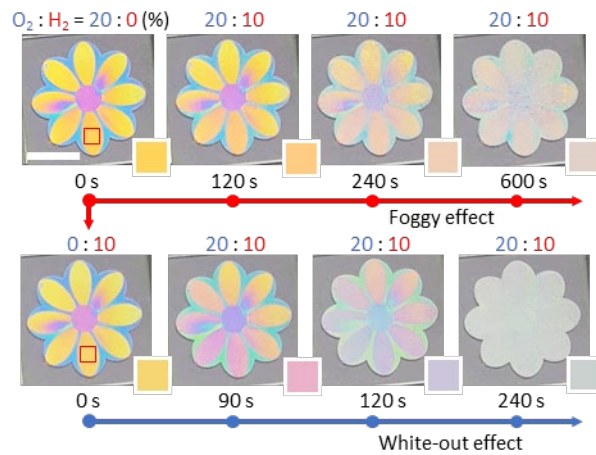 O₂ : H₂ = 20 : 0 (%) 20 : 10 20 : 10 20 : 10
0 s 120 s 240 s 600 s
Foggy effect
0 : 10 20 : 10 20 : 10 20 : 10
0 s 90 s 120 s 240 s
White-out effect